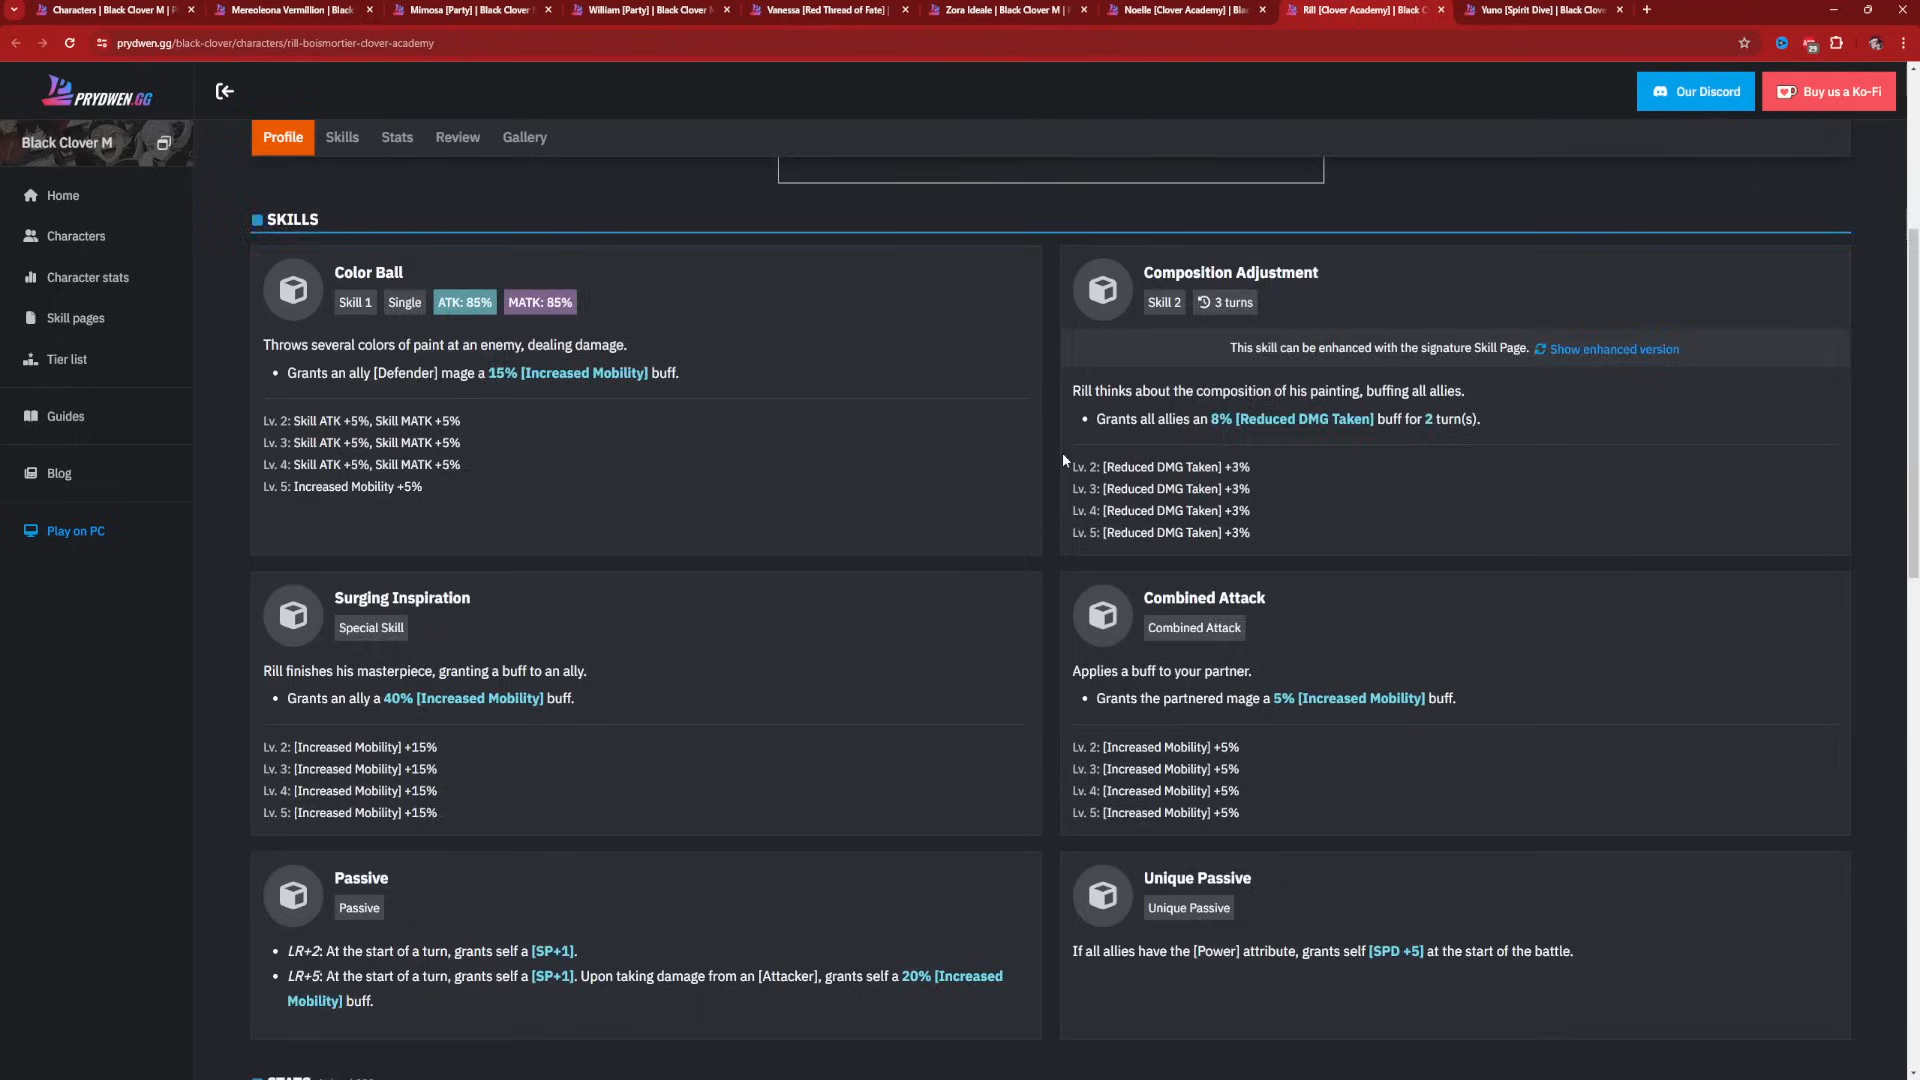 Characters | Black Clover M |
Mereoleona Vermillion | Black
Mimosa [Party] | Black Clover
William [Party] | Black Clover
Vanessa [Red Thread of Fate] |
Zora Ideale | Black Clover M |
Noelle [Clover Academy] | Bla
Rill [Clover Academy] | Black
Yuno [Spirit Dive] | Black Clove
prydwen.gg/black-clover/characters/rill-boismortier-clover-academy
29
PRYDWEN.GG
Our Discord
Buy us a Ko-Fi
Black Clover M
Profile
Skills
Stats
Review
Gallery
Home
Characters
Character stats
Skill pages
Tier list
Guides
Blog
Play on PC
SKILLS
Color Ball
Skill 1
Single
ATK: 85%
MATK: 85%
Throws several colors of paint at an enemy, dealing damage.
• Grants an ally [Defender] mage a 15% [Increased Mobility] buff.
Lv. 2: Skill ATK +5%, Skill MATK +5%
Lv. 3: Skill ATK +5%, Skill MATK +5%
Lv. 4: Skill ATK +5%, Skill MATK +5%
Lv. 5: Increased Mobility +5%
Composition Adjustment
Skill 2
3 turns
This skill can be enhanced with the signature Skill Page. Show enhanced version
Rill thinks about the composition of his painting, buffing all allies.
• Grants all allies an 8% [Reduced DMG Taken] buff for 2 turn(s).
Lv. 2: [Reduced DMG Taken] +3%
Lv. 3: [Reduced DMG Taken] +3%
Lv. 4: [Reduced DMG Taken] +3%
Lv. 5: [Reduced DMG Taken] +3%
Surging Inspiration
Special Skill
Rill finishes his masterpiece, granting a buff to an ally.
• Grants an ally a 40% [Increased Mobility] buff.
Lv. 2: [Increased Mobility] +15%
Lv. 3: [Increased Mobility] +15%
Lv. 4: [Increased Mobility] +15%
Lv. 5: [Increased Mobility] +15%
Combined Attack
Combined Attack
Applies a buff to your partner.
• Grants the partnered mage a 5% [Increased Mobility] buff.
Lv. 2: [Increased Mobility] +5%
Lv. 3: [Increased Mobility] +5%
Lv. 4: [Increased Mobility] +5%
Lv. 5: [Increased Mobility] +5%
Passive
Passive
• LR+2: At the start of a turn, grants self a [SP+1].
• LR+5: At the start of a turn, grants self a [SP+1]. Upon taking damage from an [Attacker], grants self a 20% [Increased
Mobility] buff.
Unique Passive
Unique Passive
If all allies have the [Power] attribute, grants self [SPD +5] at the start of the battle.